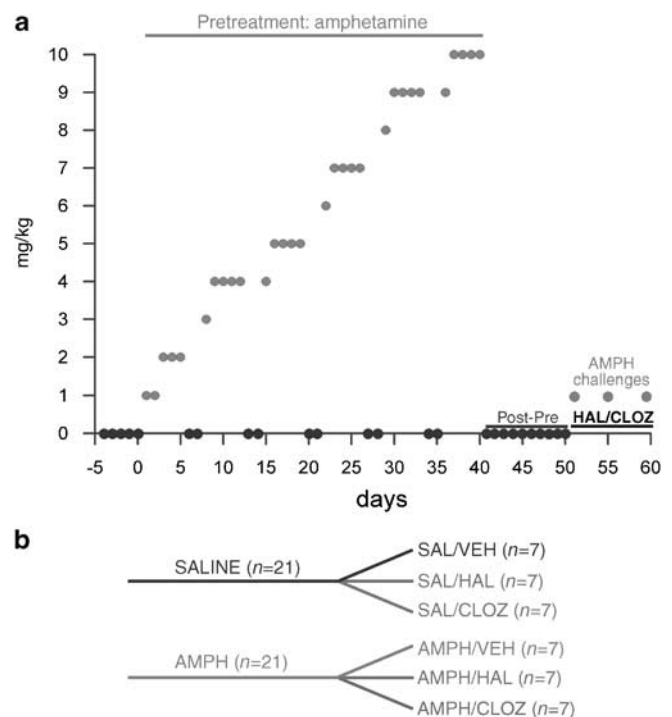 a
Pretreatment: amphetamine
10
9
8
7
6
5
4
3
2
1
0
mg/kg
AMPH
challenges
Post-Pre
HAL/CLOZ
-5 0 5 10 15 20 25 30 35 40 45 50 55 60
days
b
SALINE (n=21)
SAL/VEH (n=7)
SAL/HAL (n=7)
SAL/CLOZ (n=7)
AMPH (n=21)
AMPH/VEH (n=7)
AMPH/HAL (n=7)
AMPH/CLOZ (n=7)